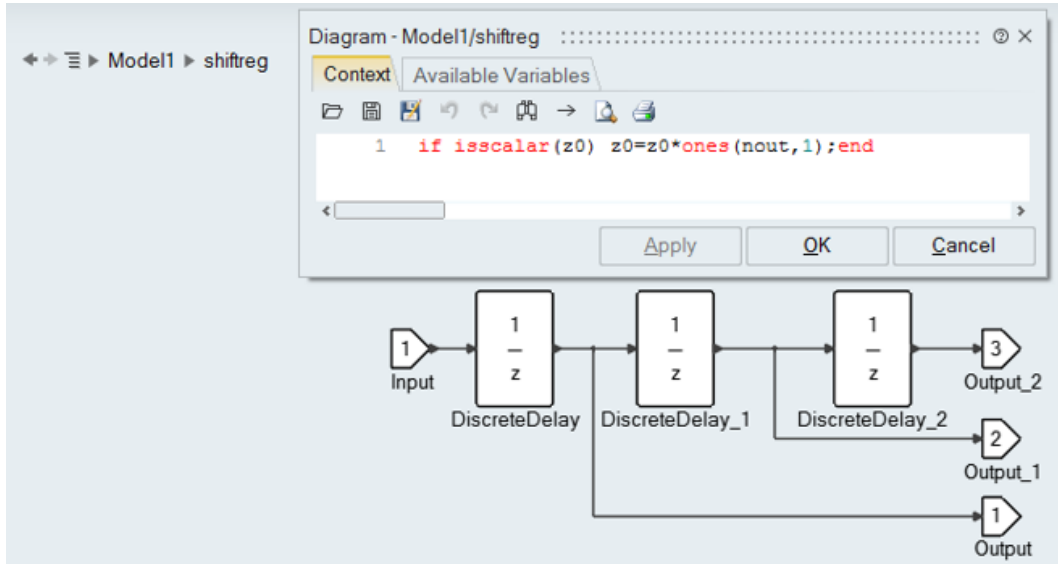 Diagram - Model1/shiftreg
Model1 shiftreg
Context Available Variables
1 if isscalar(z0) z0=z0*ones(nout,1);end
Apply OK Cancel
1 1 1
z z z
1 3
Input Output_2
DiscreteDelay DiscreteDelay_1 DiscreteDelay_2
2
Output_1
1
Output